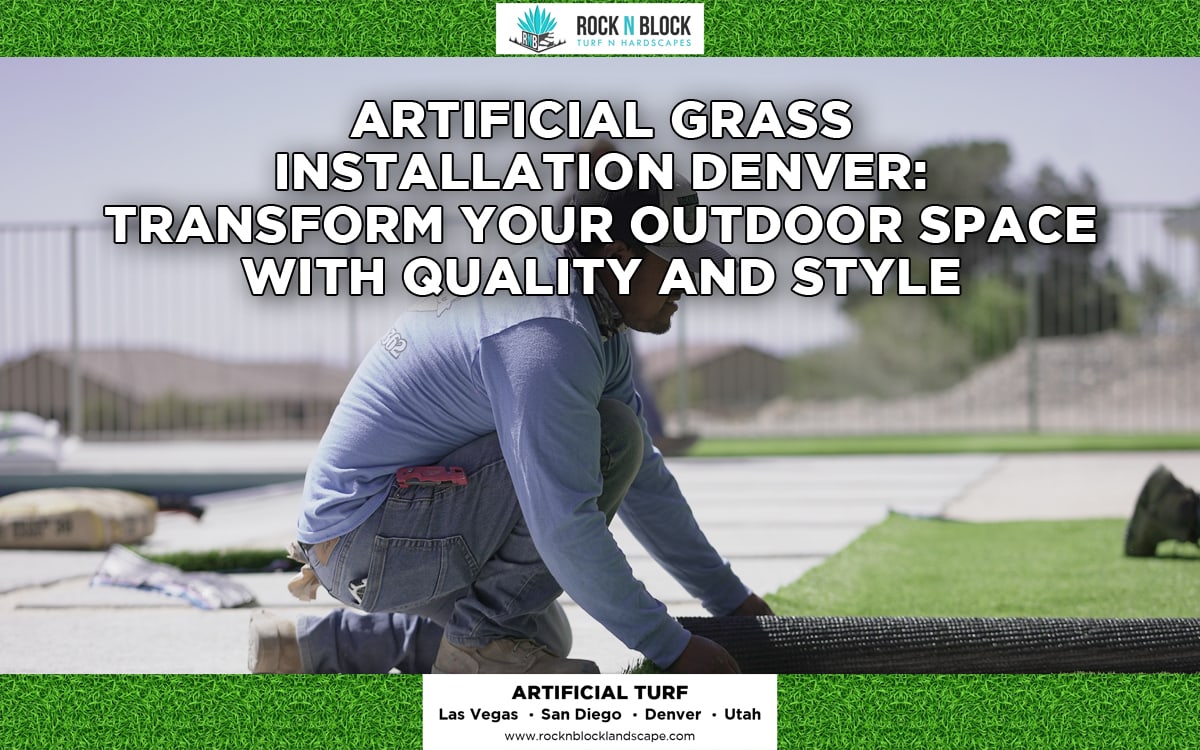 ROCK N BLOCK
TURF N HARDSCAPES
ARTIFICIAL GRASS
INSTALLATION DENVER:
TRANSFORM YOUR OUTDOOR SPACE
WITH QUALITY AND STYLE
ARTIFICIAL TURF
Las Vegas • San Diego • Denver • Utah
www.rocknblocklandscape.com